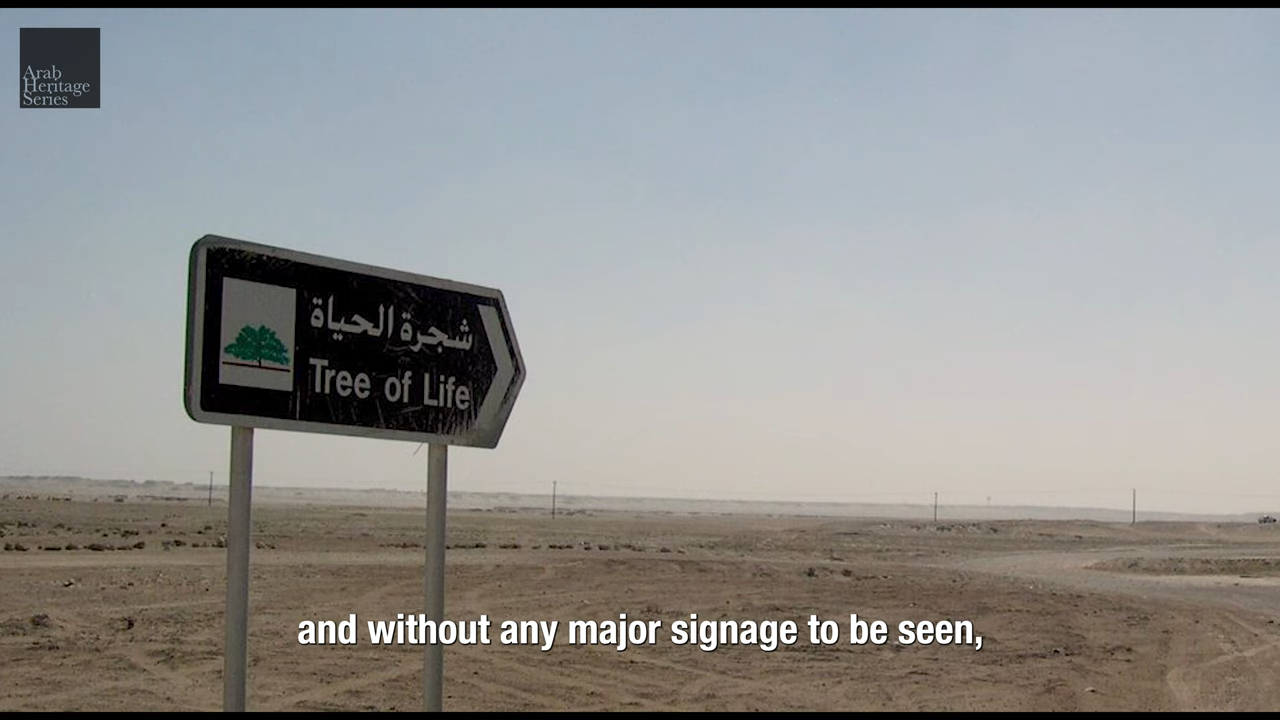 Arab
Heritage
Series
شجرة الحياة
Tree of Life
and without any major signage to be seen,